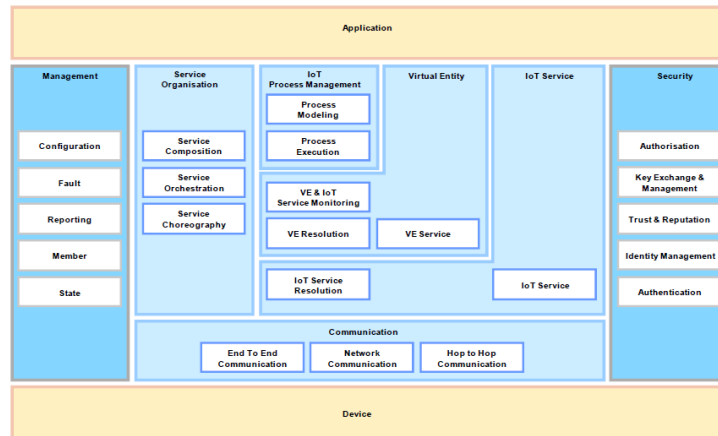 Application
Management
Configuration
Fault
Reporting
Member
State
Service
Organisation
Service
Composition
Service
Orchestration
Service
Choreography
IoT
Process Management
Process
Modeling
Process
Execution
Virtual Entity
VE & IoT
Service Monitoring
VE Resolution
VE Service
IoT Service
IoT Service
Resolution
IoT Service
Communication
End To End
Communication
Network
Communication
Hop to Hop
Communication
Security
Authorisation
Key Exchange &
Management
Trust & Reputation
Identity Management
Authentication
Device